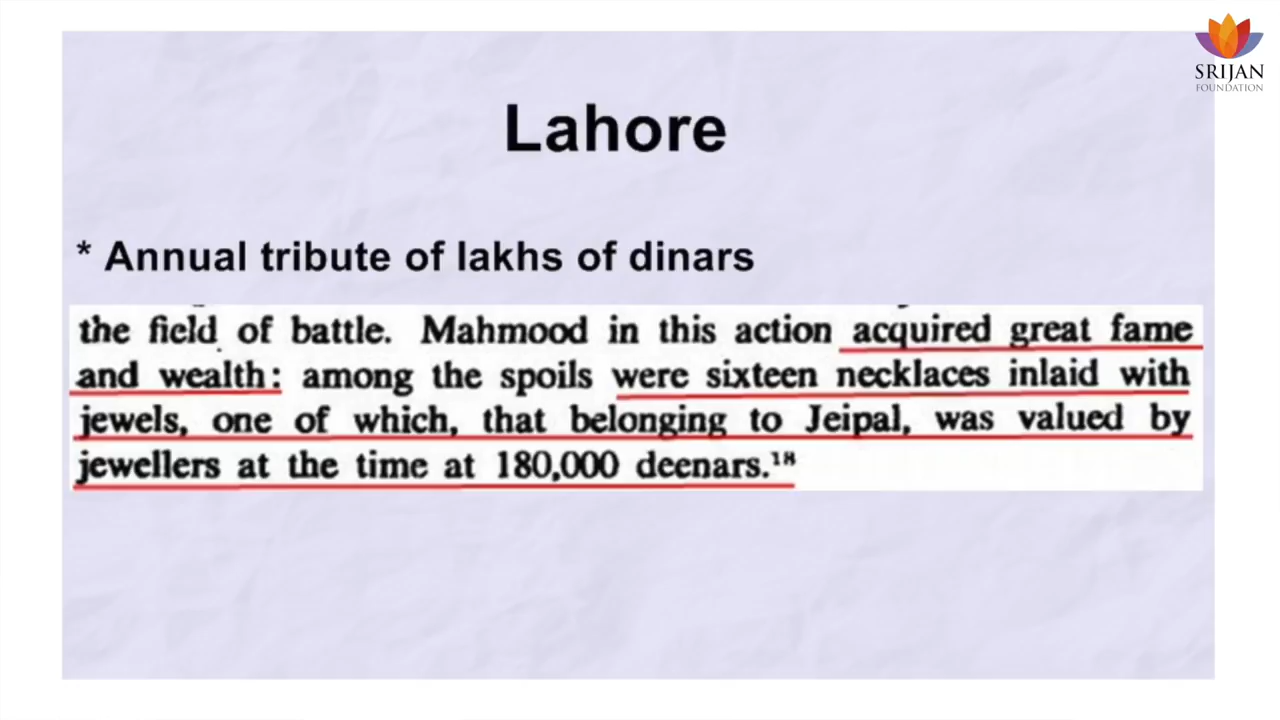 SRIJAN
FOUNDATION
Lahore
* Annual tribute of lakhs of dinars
the field of battle. Mahmood in this action acquired great fame
and wealth: among the spoils were sixteen necklaces inlaid with
jewels, one of which, that belonging to Jeipal, was valued by
jewellers at the time at 180,000 deenars.¹⁸